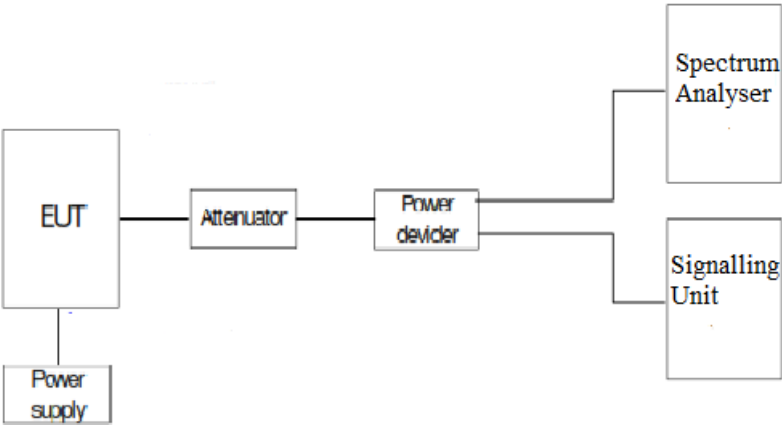 Spectrum
Analyser
EUT
Attenuator
Power
devider
Signalling
Unit
Power
supply